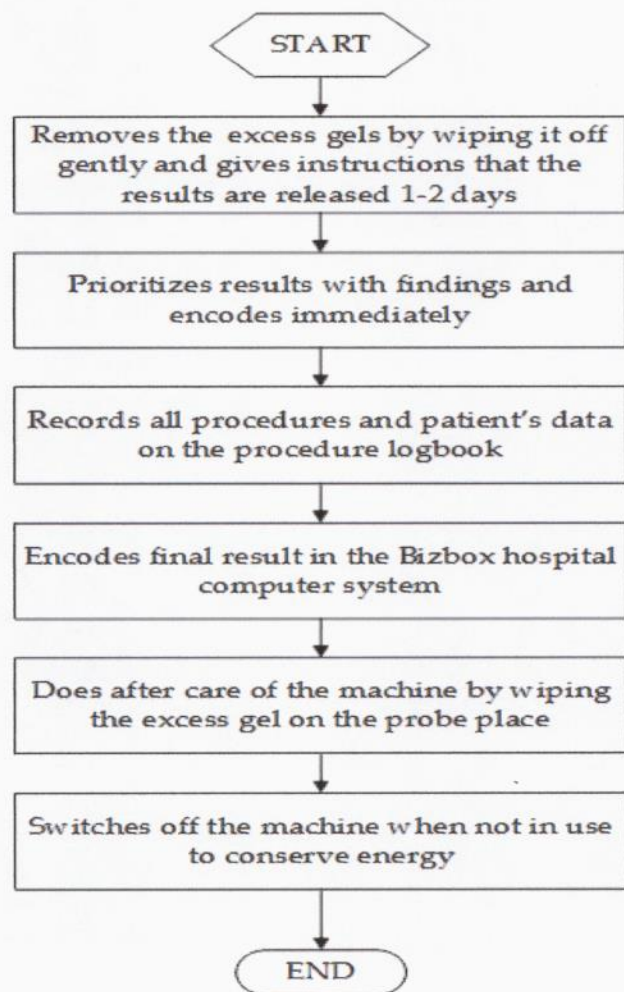 START
Removes the excess gels by wiping it off
gently and gives instructions that the
results are released 1-2 days
Prioritizes results with findings and
encodes immediately
Records all procedures and patient's data
on the procedure logbook
Encodes final result in the Bizbox hospital
computer system
Does after care of the machine by wiping
the excess gel on the probe place
Switches off the machine when not in use
to conserve energy
END